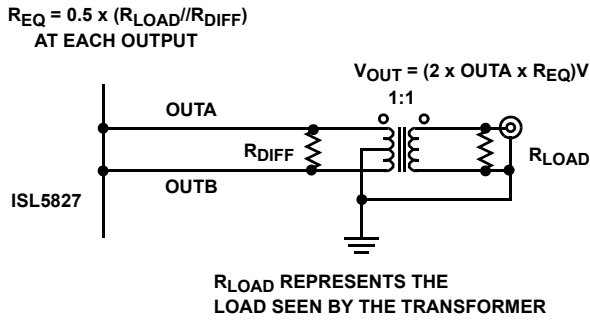 REQ = 0.5 x (RLOAD//RDIFF)
AT EACH OUTPUT
VOUT = (2 x OUTA x REQ)V
1:1
OUTA
RDIFF
RLOAD
OUTB
ISL5827
RLOAD REPRESENTS THE
LOAD SEEN BY THE TRANSFORMER